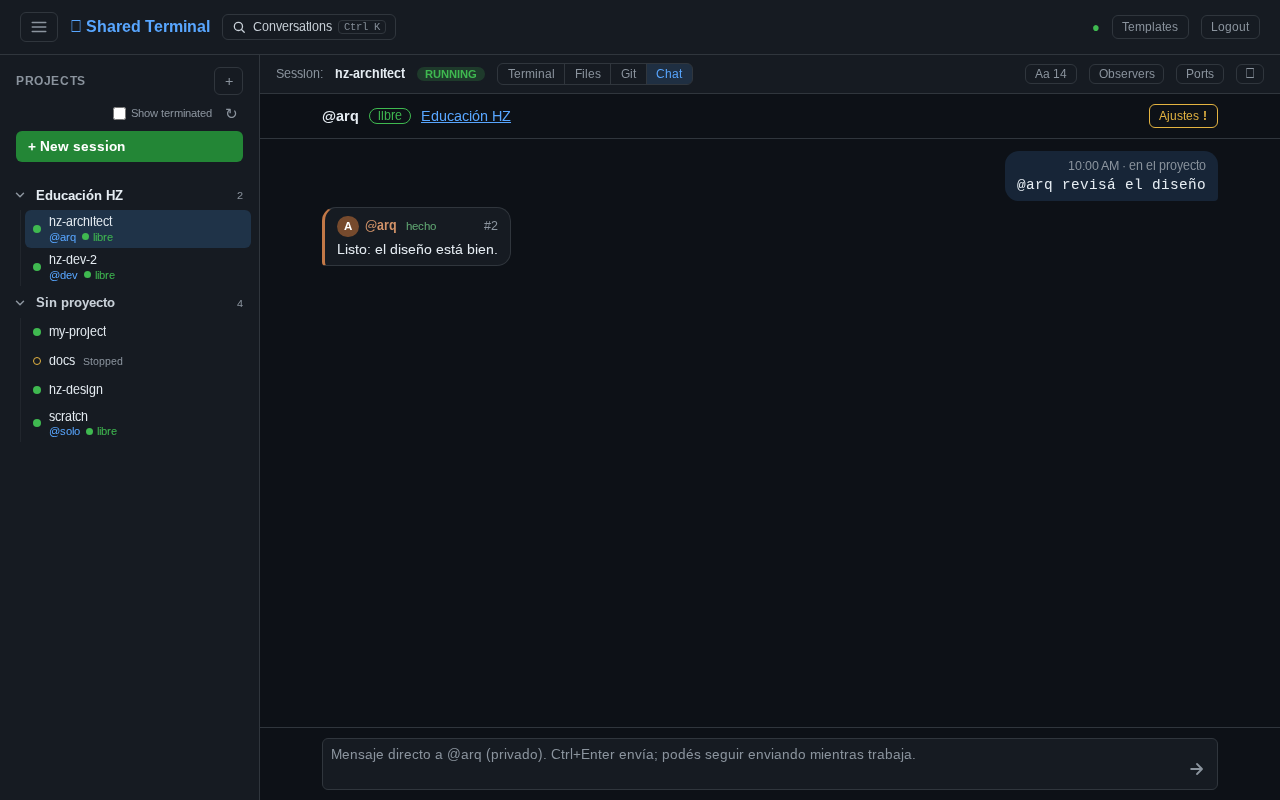 Shared Terminal
Conversations Ctrl K
Templates
Logout
PROJECTS
+
Show terminated
+ New session
Educación HZ 2
hz-architect
@arq libre
hz-dev-2
@dev libre
Sin proyecto 4
my-project
docs Stopped
hz-design
scratch
@solo libre
Session: hz-architect RUNNING
Terminal Files Git Chat
Aa 14
Observers
Ports
@arq libre Educación HZ
Ajustes !
10:00 AM · en el proyecto
@arq revisá el diseño
A @arq hecho #2
Listo: el diseño está bien.
Mensaje directo a @arq (privado). Ctrl+Enter envía; podés seguir enviando mientras trabaja.